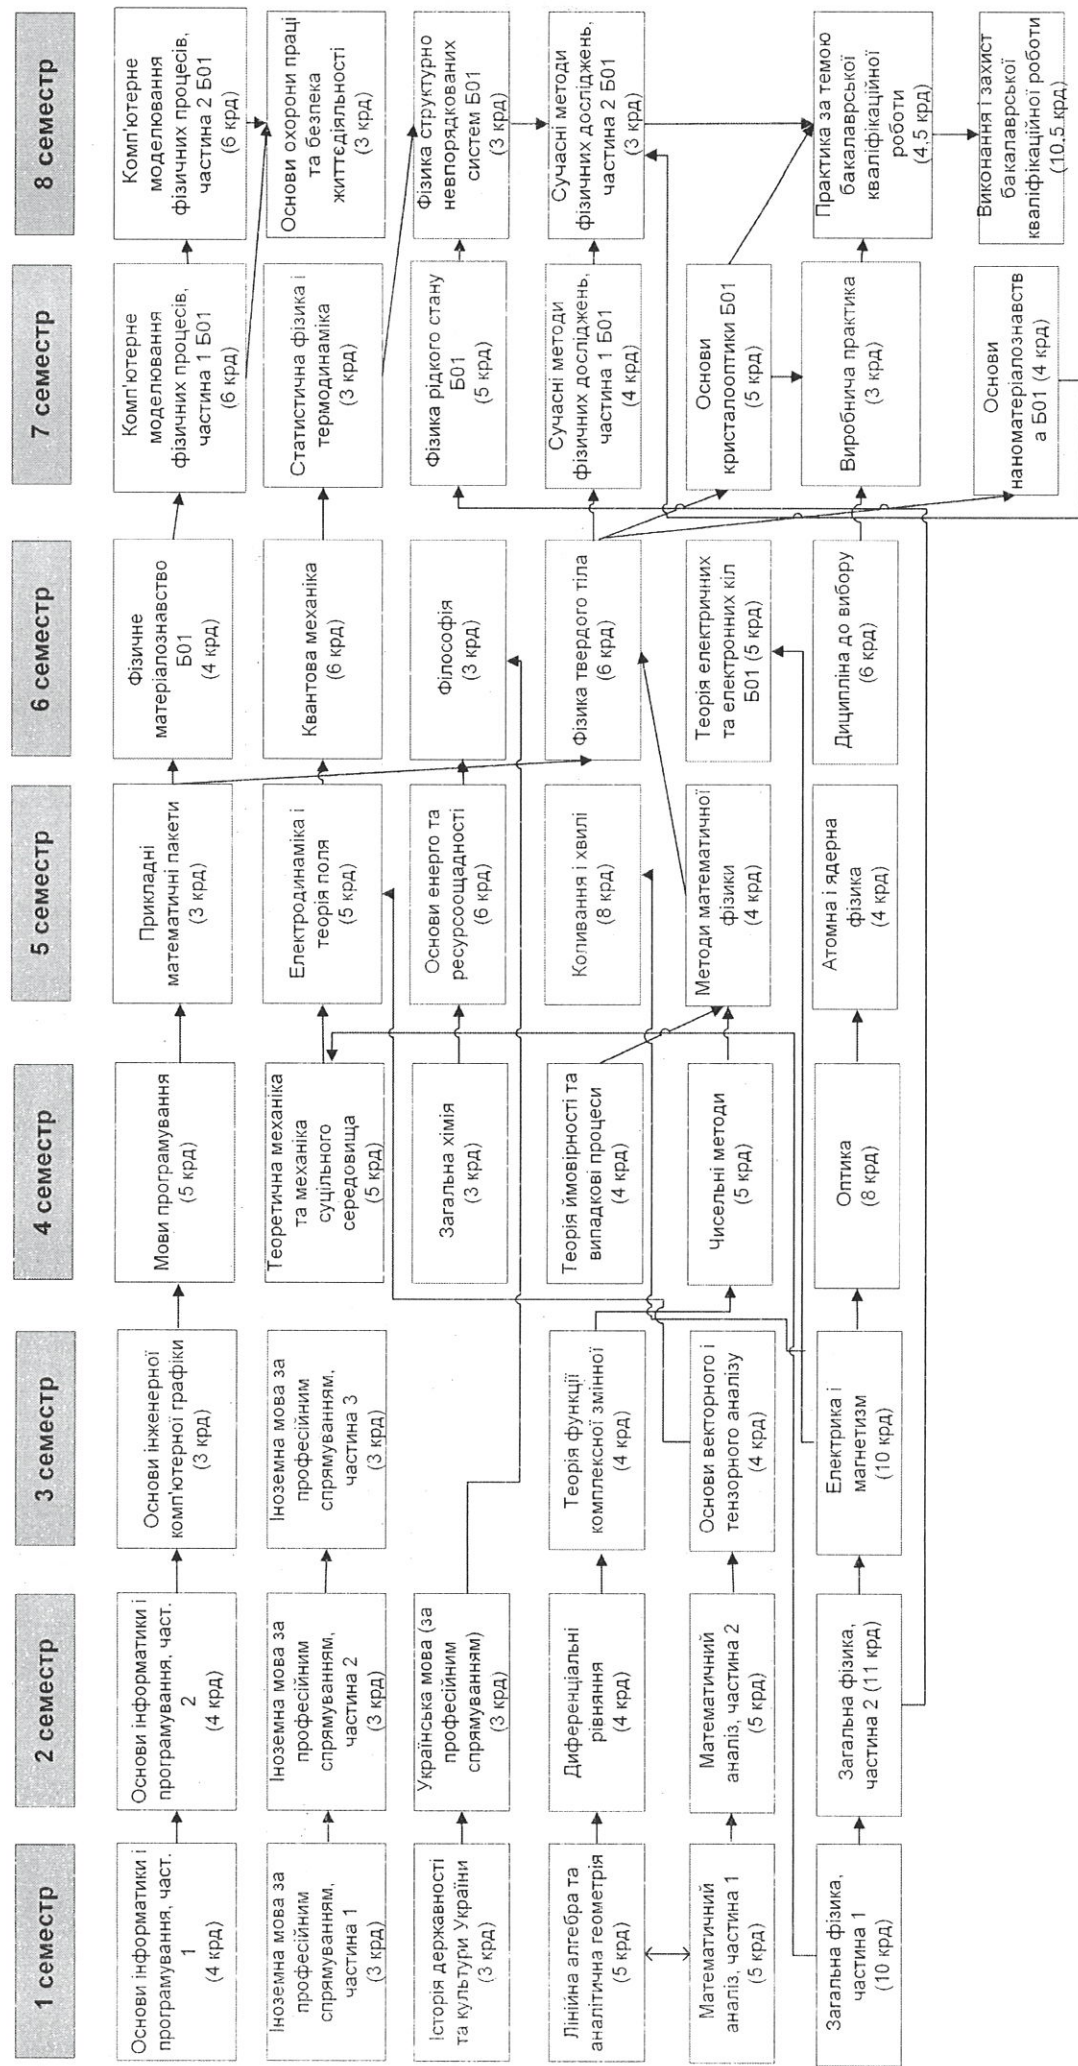 1 семестр
Основи інформатики і
програмування, част.
1
(4 крд)
Іноземна мова за
професійним
спрямуванням,
частина 1
(3 крд)
Історія державності
та культури України
(3 крд)
Лінійна алгебра та
аналітична геометрія
(5 крд)
Математичний
аналіз, частина 1
(5 крд)
Загальна фізика,
частина 1
(10 крд)
2 семестр
Основи інформатики і
програмування, част.
2
(4 крд)
Іноземна мова за
професійним
спрямуванням,
частина 2
(3 крд)
Українська мова (за
професійним
спрямуванням)
(3 крд)
Диференціальні
рівняння
(4 крд)
Математичний
аналіз, частина 2
(5 крд)
Загальна фізика,
частина 2 (11 крд)
3 семестр
Основи інженерної
комп'ютерної графіки
(3 крд)
Іноземна мова за
професійним
спрямуванням,
частина 3
(3 крд)
Теорія функції
комплексної змінної
(4 крд)
Основи векторного і
тензорного аналізу
(4 крд)
Електрика і
магнетизм
(10 крд)
4 семестр
Мови програмування
(5 крд)
Теоретична механіка
та механіка
суцільного
середовища
(5 крд)
Загальна хімія
(3 крд)
Теорія ймовірності та
випадкові процеси
(4 крд)
Чисельні методи
(5 крд)
Оптика
(8 крд)
5 семестр
Прикладні
математичні пакети
(3 крд)
Електродинаміка і
теорія поля
(5 крд)
Основи енерго та
ресурсоощадності
(6 крд)
Коливання і хвилі
(8 крд)
Методи математичної
фізики
(4 крд)
Атомна і ядерна
фізика
(4 крд)
6 семестр
Фізичне
матеріалознавство
Б01
(4 крд)
Квантова механіка
(6 крд)
Філософія
(3 крд)
Фізика твердого тіла
(6 крд)
Теорія електричних
та електронних кіл
Б01 (5 крд)
Дициплiна до вибору
(6 крд)
7 семестр
Комп'ютерне
моделювання
фізичних процесів,
частина 1 Б01
(6 крд)
Статистична фізика і
термодинаміка
(3 крд)
Фізика рідкого стану
Б01
(5 крд)
Сучасні методи
фізичних досліджень,
частина 1 Б01
(4 крд)
Основи
кристалооптики Б01
(5 крд)
Виробнича практика
(3 крд)
Основи
наноматеріалознавств
а Б01 (4 крд)
8 семестр
Комп'ютерне
моделювання
фізичних процесів,
частина 2 Б01
(6 крд)
Основи охорони праці
та безпека
життєдіяльності
(3 крд)
Фізика структурно
невпорядкованих
систем Б01
(3 крд)
Сучасні методи
фізичних досліджень,
частина 2 Б01
(3 крд)
Практика за темою
бакалаврської
кваліфікаційної
роботи
(4,5 крд)
Виконання і захист
бакалаврської
кваліфікаційної роботи
(10,5 крд)